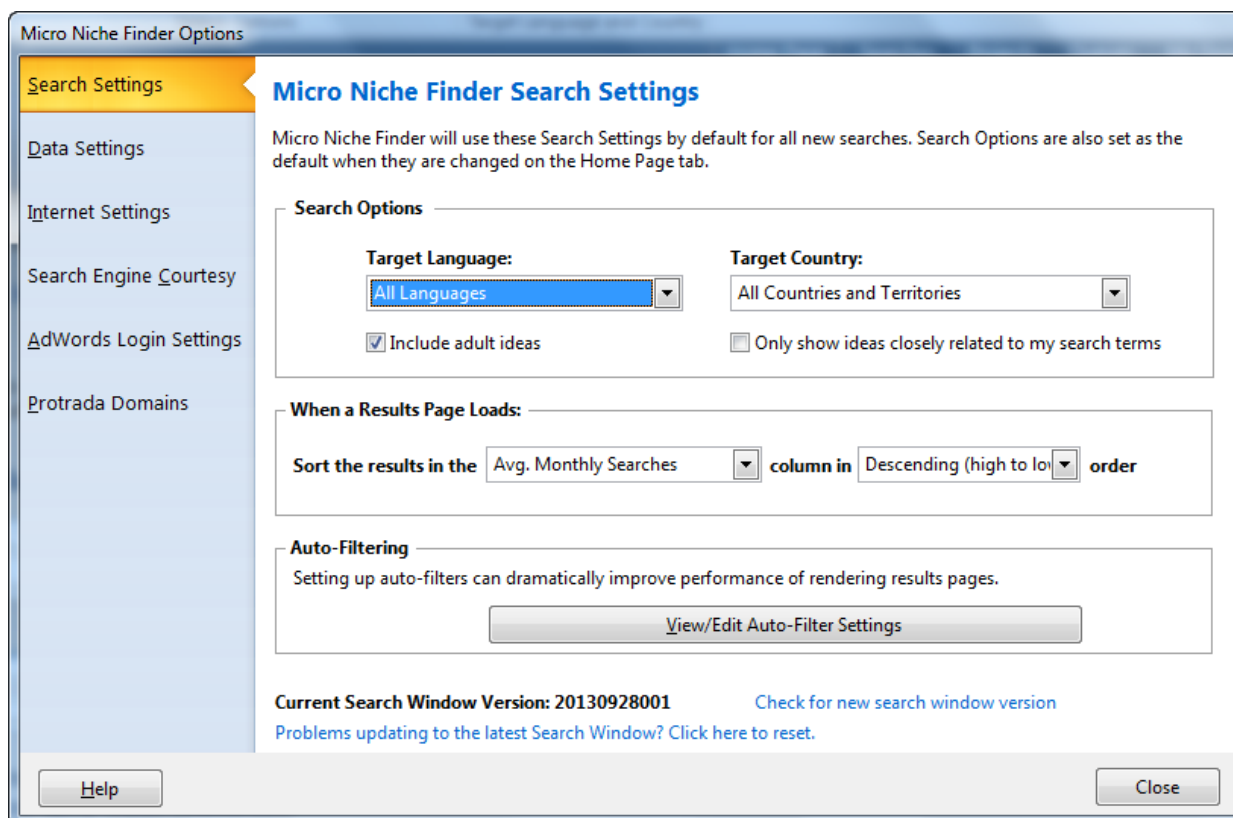 Micro Niche Finder Options
Search Settings
Data Settings
Internet Settings
Search Engine Courtesy
AdWords Login Settings
Protrada Domains
Micro Niche Finder Search Settings
Micro Niche Finder will use these Search Settings by default for all new searches. Search Options are also set as the
default when they are changed on the Home Page tab.
Search Options
Target Language: Target Country:
All Languages All Countries and Territories
Include adult ideas Only show ideas closely related to my search terms
When a Results Page Loads:
Sort the results in the Avg. Monthly Searches column in Descending (high to lo order
Auto-Filtering
Setting up auto-filters can dramatically improve performance of rendering results pages.
View/Edit Auto-Filter Settings
Current Search Window Version: 20130928001 Check for new search window version
Problems updating to the latest Search Window? Click here to reset.
Help Close